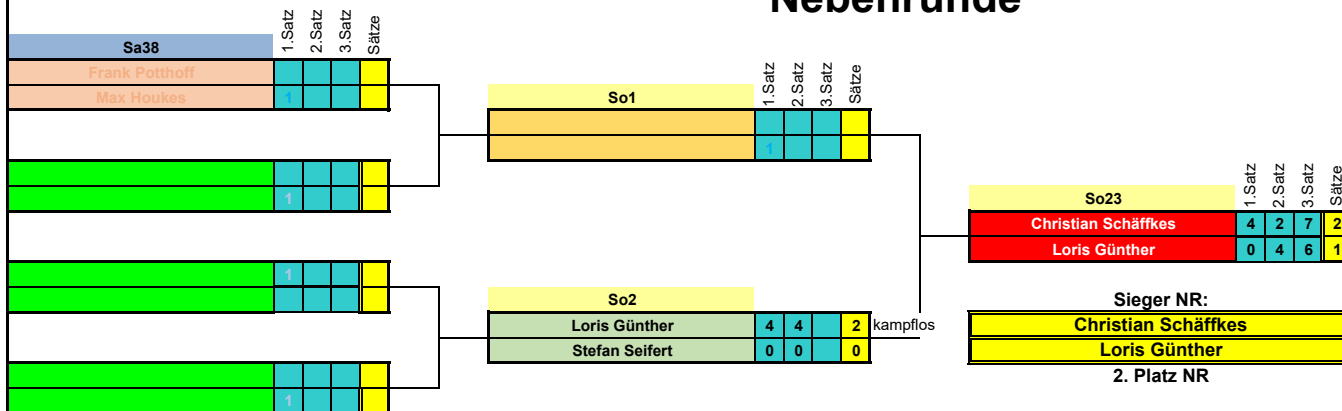 Nebenrunde
Sa38 1.Satz 2.Satz 3.Satz Sätze
Frank Potthoff
Max Houkes 1
So1 1.Satz 2.Satz 3.Satz Sätze
1
1
So23 1.Satz 2.Satz 3.Satz Sätze
Christian Schäffkes 4 2 7 2
Loris Günther 0 4 6 1
1
So2
Loris Günther 4 4 2 kampflos
Stefan Seifert 0 0 0
Sieger NR:
Christian Schäffkes
Loris Günther
2. Platz NR
1